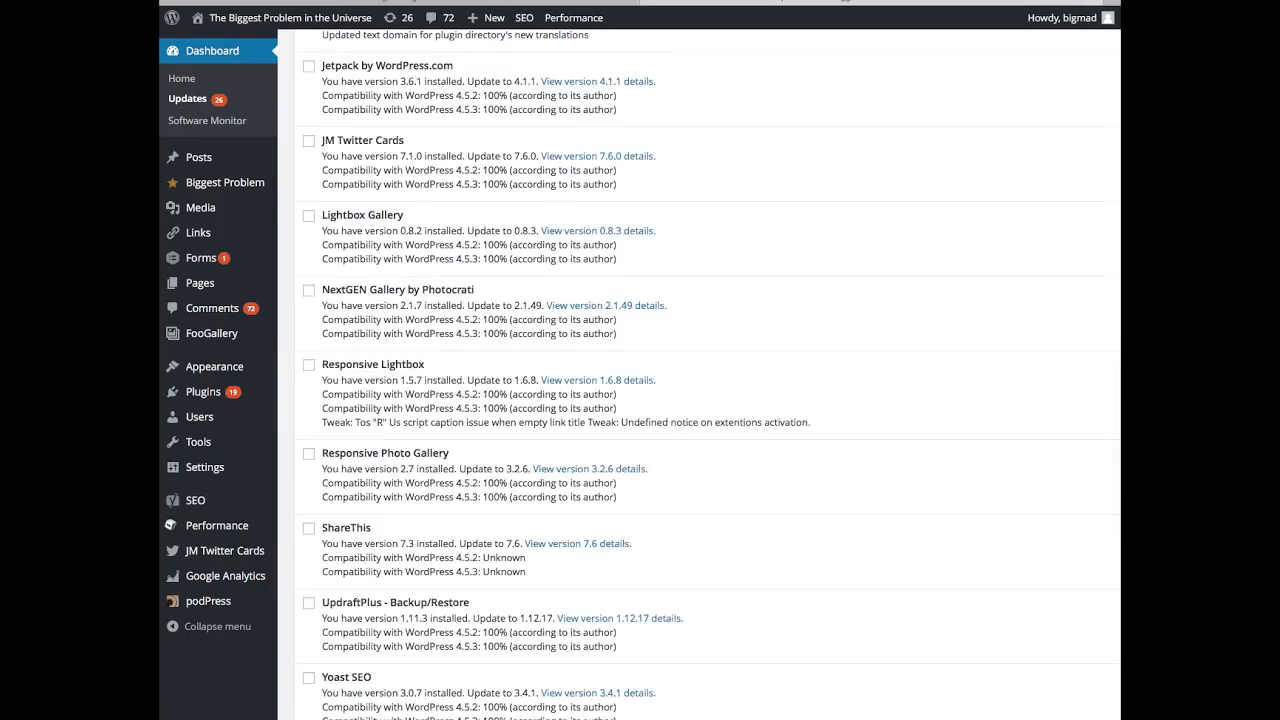 The Biggest Problem in the Universe 26 72 New SEO Performance Howdy, bigmad
Dashboard
Home
Updates 26
Software Monitor
Posts
Biggest Problem
Media
Links
Forms 1
Pages
Comments 72
FooGallery
Appearance
Plugins 19
Users
Tools
Settings
SEO
Performance
JM Twitter Cards
Google Analytics
podPress
Collapse menu
Updated text domain for plugin directory's new translations
Jetpack by WordPress.com
You have version 3.6.1 installed. Update to 4.1.1. View version 4.1.1 details.
Compatibility with WordPress 4.5.2: 100% (according to its author)
Compatibility with WordPress 4.5.3: 100% (according to its author)
JM Twitter Cards
You have version 7.1.0 installed. Update to 7.6.0. View version 7.6.0 details.
Compatibility with WordPress 4.5.2: 100% (according to its author)
Compatibility with WordPress 4.5.3: 100% (according to its author)
Lightbox Gallery
You have version 0.8.2 installed. Update to 0.8.3. View version 0.8.3 details.
Compatibility with WordPress 4.5.2: 100% (according to its author)
Compatibility with WordPress 4.5.3: 100% (according to its author)
NextGEN Gallery by Photocrati
You have version 2.1.7 installed. Update to 2.1.49. View version 2.1.49 details.
Compatibility with WordPress 4.5.2: 100% (according to its author)
Compatibility with WordPress 4.5.3: 100% (according to its author)
Responsive Lightbox
You have version 1.5.7 installed. Update to 1.6.8. View version 1.6.8 details.
Compatibility with WordPress 4.5.2: 100% (according to its author)
Compatibility with WordPress 4.5.3: 100% (according to its author)
Tweak: Tos "R" Us script caption issue when empty link title Tweak: Undefined notice on extentions activation.
Responsive Photo Gallery
You have version 2.7 installed. Update to 3.2.6. View version 3.2.6 details.
Compatibility with WordPress 4.5.2: 100% (according to its author)
Compatibility with WordPress 4.5.3: 100% (according to its author)
ShareThis
You have version 7.3 installed. Update to 7.6. View version 7.6 details.
Compatibility with WordPress 4.5.2: Unknown
Compatibility with WordPress 4.5.3: Unknown
UpdraftPlus - Backup/Restore
You have version 1.11.3 installed. Update to 1.12.17. View version 1.12.17 details.
Compatibility with WordPress 4.5.2: 100% (according to its author)
Compatibility with WordPress 4.5.3: 100% (according to its author)
Yoast SEO
You have version 3.0.7 installed. Update to 3.4.1. View version 3.4.1 details.
Compatibility with WordPress 4.5.2: 100% (according to its author)